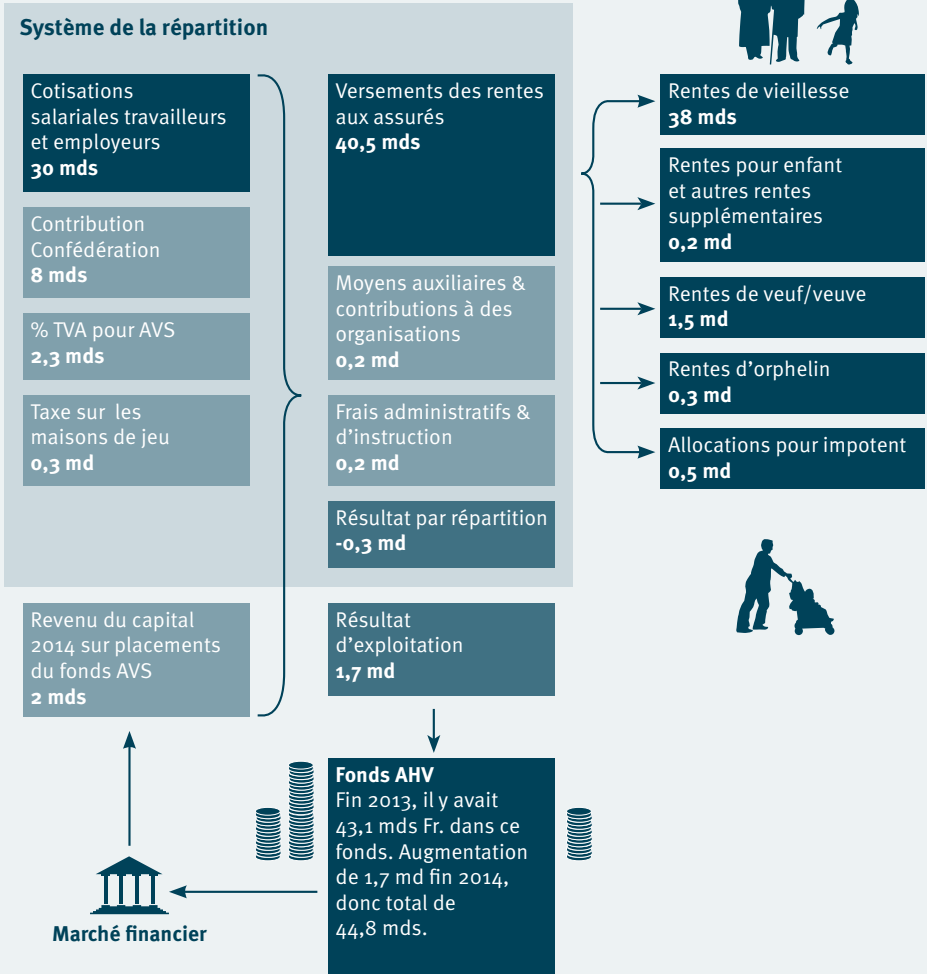 Système de la répartition
Cotisations
salariales travailleurs
et employeurs
30 mds
Contribution
Confédération
8 mds
% TVA pour AVS
2,3 mds
Taxe sur les
maisons de jeu
0,3 md
Revenu du capital
2014 sur placements
du fonds AVS
2 mds
Versements des rentes
aux assurés
40,5 mds
Moyens auxiliaires &
contributions à des
organisations
0,2 md
Frais administratifs &
d'instruction
0,2 md
Résultat par répartition
-0,3 md
Résultat
d'exploitation
1,7 md
Rentes de vieillesse
38 mds
Rentes pour enfant
et autres rentes
supplémentaires
0,2 md
Rentes de veuf/veuve
1,5 md
Rentes d'orphelin
0,3 md
Allocations pour impotent
0,5 md
Fonds AHV
Fin 2013, il y avait
43,1 mds Fr. dans ce
fonds. Augmentation
de 1,7 md fin 2014,
donc total de
44,8 mds.
Marché financier